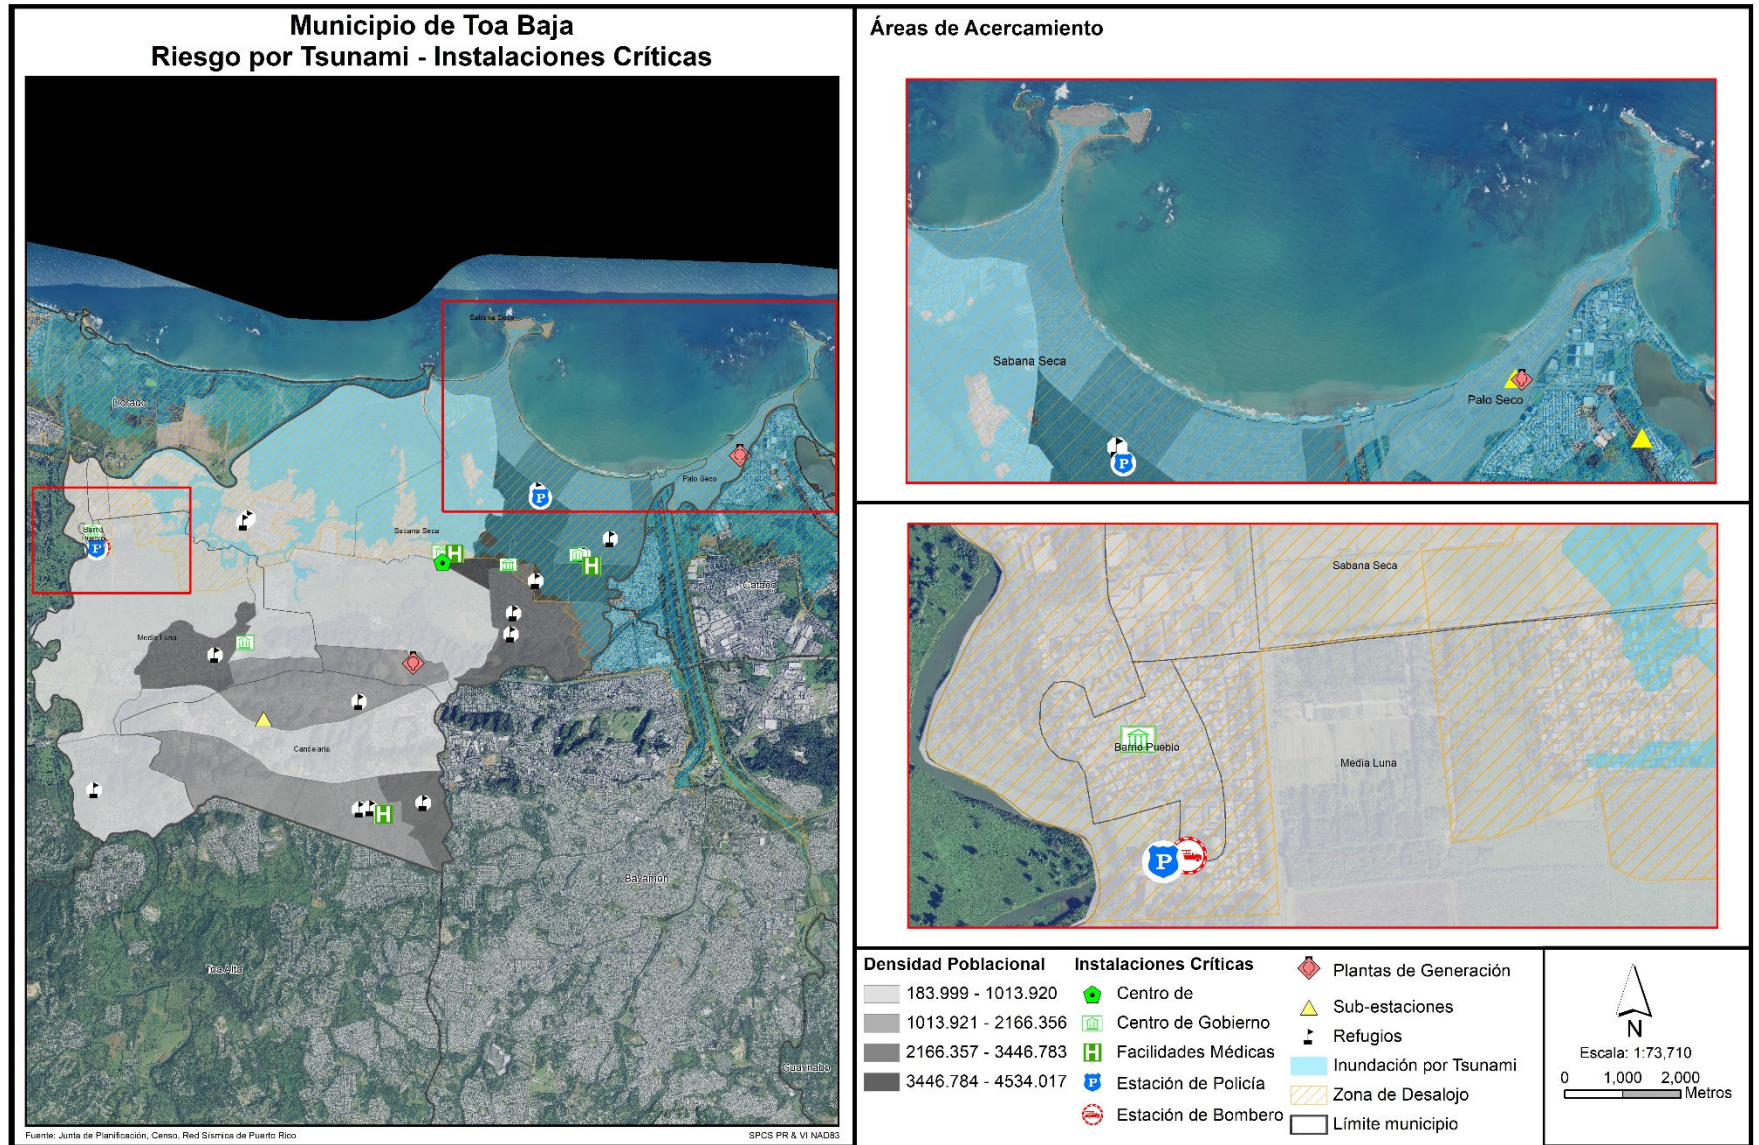 Municipio de Toa Baja
Riesgo por Tsunami - Instalaciones Críticas
Sabana Seca
Dorado
Palo Seco
Sabana Seca
Barrio
Pueblo
Cataño
Media Luna
Candelaria
Bayamón
Toa Alta
Guaynabo
Fuente: Junta de Planificación, Censo, Red Sísmica de Puerto Rico
SPCS PR & VI NAD83
Áreas de Acercamiento
Sabana Seca
Palo Seco
P
Sabana Seca
Barrio Pueblo
Media Luna
P
Densidad Poblacional
183.999 - 1013.920
1013.921 - 2166.356
2166.357 - 3446.783
3446.784 - 4534.017
Instalaciones Críticas
Centro de
Centro de Gobierno
H Facilidades Médicas
P Estación de Policía
Estación de Bombero
Plantas de Generación
Sub-estaciones
Refugios
Inundación por Tsunami
Zona de Desalojo
Límite municipio
N
Escala: 1:73,710
0 1,000 2,000
Metros